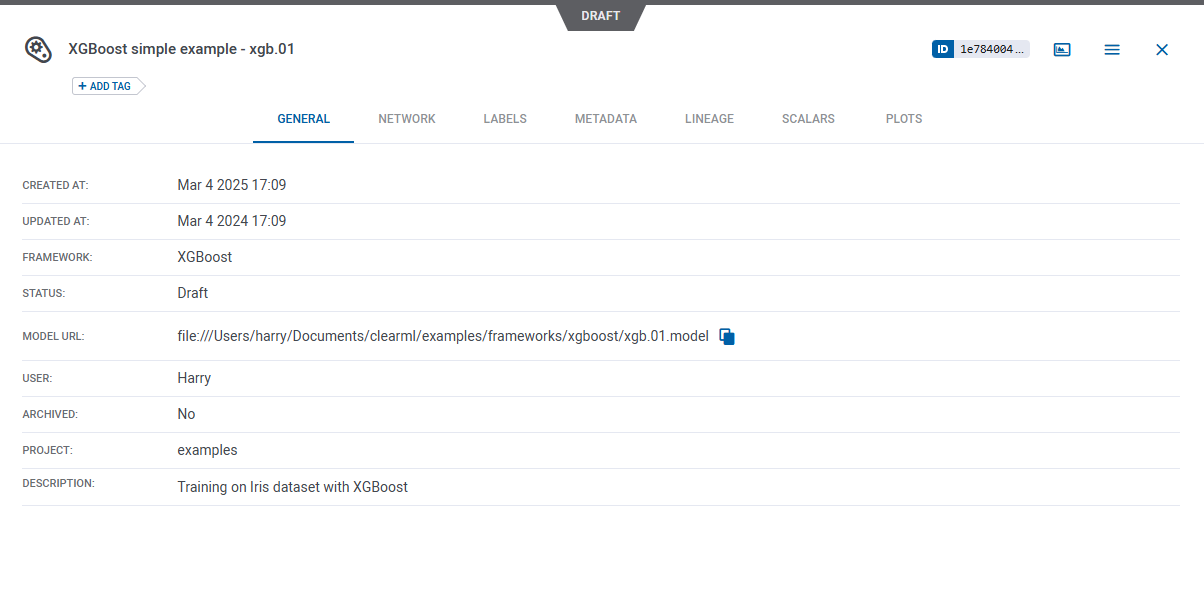 DRAFT
XGBoost simple example - xgb.01
ID 1e784004...
+ ADD TAG
GENERAL NETWORK LABELS METADATA LINEAGE SCALARS PLOTS
CREATED AT: Mar 4 2025 17:09
UPDATED AT: Mar 4 2024 17:09
FRAMEWORK: XGBoost
STATUS: Draft
MODEL URL: file:///Users/harry/Documents/clearml/examples/frameworks/xgboost/xgb.01.model
USER: Harry
ARCHIVED: No
PROJECT: examples
DESCRIPTION: Training on Iris dataset with XGBoost